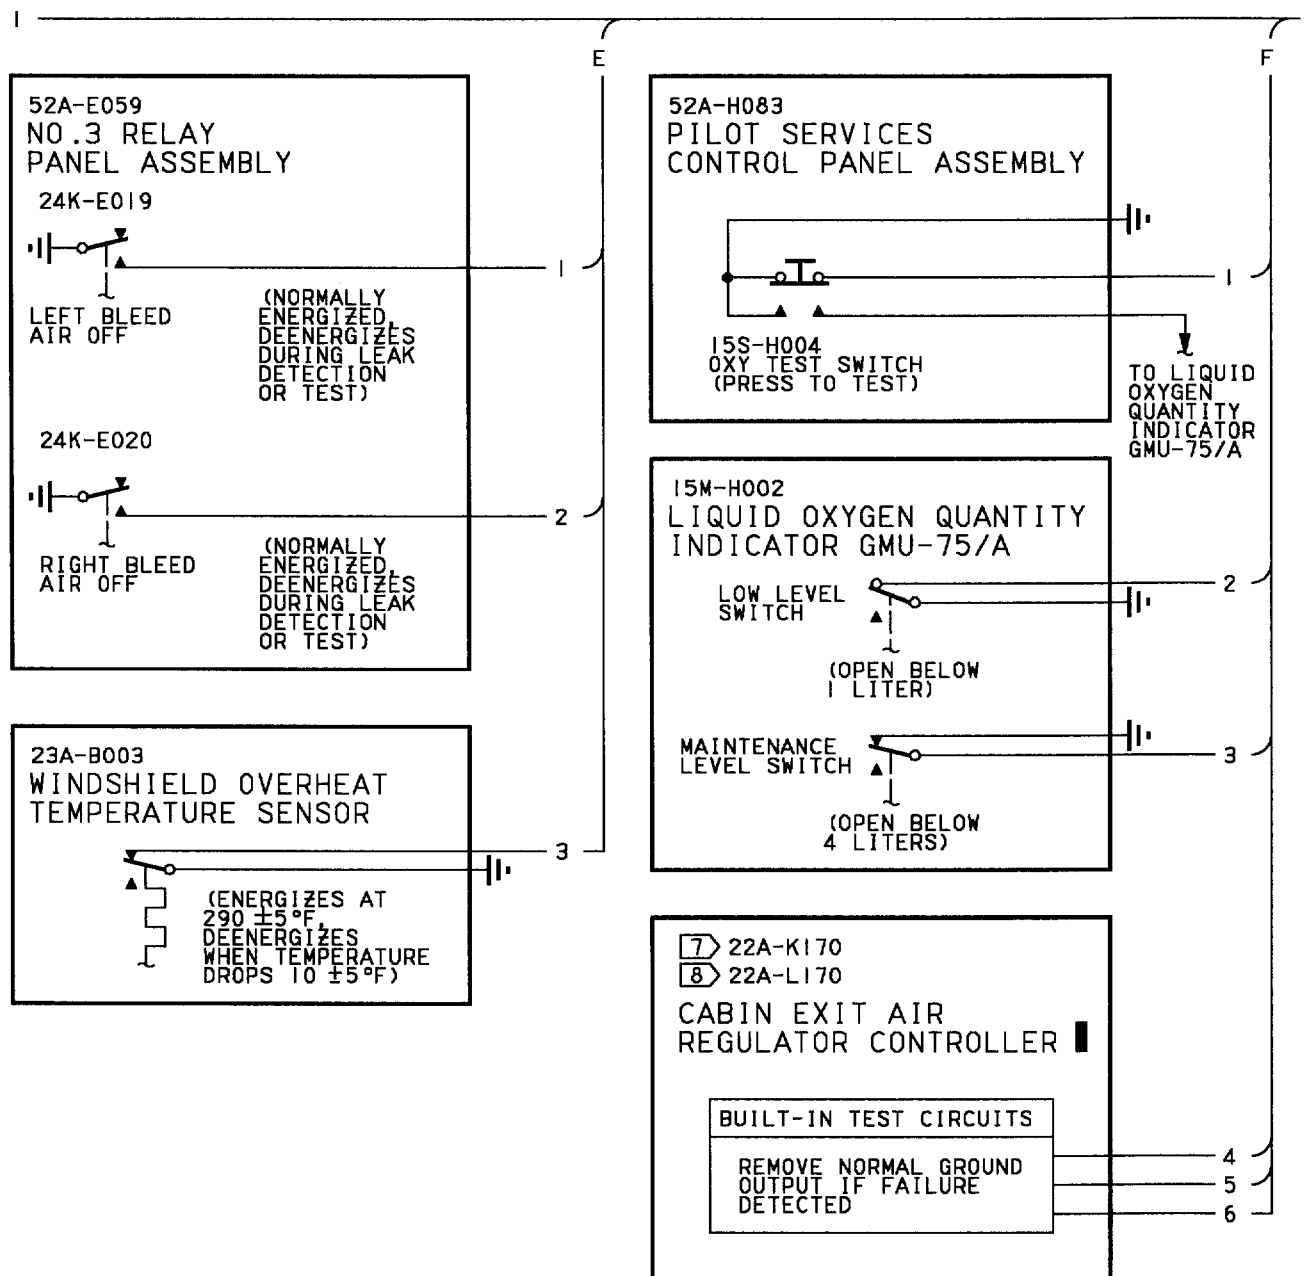 1
E
F
52A-E059
NO.3 RELAY
PANEL ASSEMBLY
24K-E019
1
LEFT BLEED
AIR OFF
(NORMALLY
ENERGIZED,
DEENERGIZES
DURING LEAK
DETECTION
OR TEST)
24K-E020
2
RIGHT BLEED
AIR OFF
(NORMALLY
ENERGIZED,
DEENERGIZES
DURING LEAK
DETECTION
OR TEST)
23A-B003
WINDSHIELD OVERHEAT
TEMPERATURE SENSOR
3
(ENERGIZES AT
290 ±5°F,
DEENERGIZES
WHEN TEMPERATURE
DROPS 10 ±5°F)
52A-H083
PILOT SERVICES
CONTROL PANEL ASSEMBLY
1
15S-H004
OXY TEST SWITCH
(PRESS TO TEST)
TO LIQUID
OXYGEN
QUANTITY
INDICATOR
GMU-75/A
15M-H002
LIQUID OXYGEN QUANTITY
INDICATOR GMU-75/A
LOW LEVEL
SWITCH
2
(OPEN BELOW
1 LITER)
MAINTENANCE
LEVEL SWITCH
3
(OPEN BELOW
4 LITERS)
7 22A-K170
8 22A-L170
CABIN EXIT AIR
REGULATOR CONTROLLER
BUILT-IN TEST CIRCUITS
REMOVE NORMAL GROUND
OUTPUT IF FAILURE
DETECTED
4
5
6